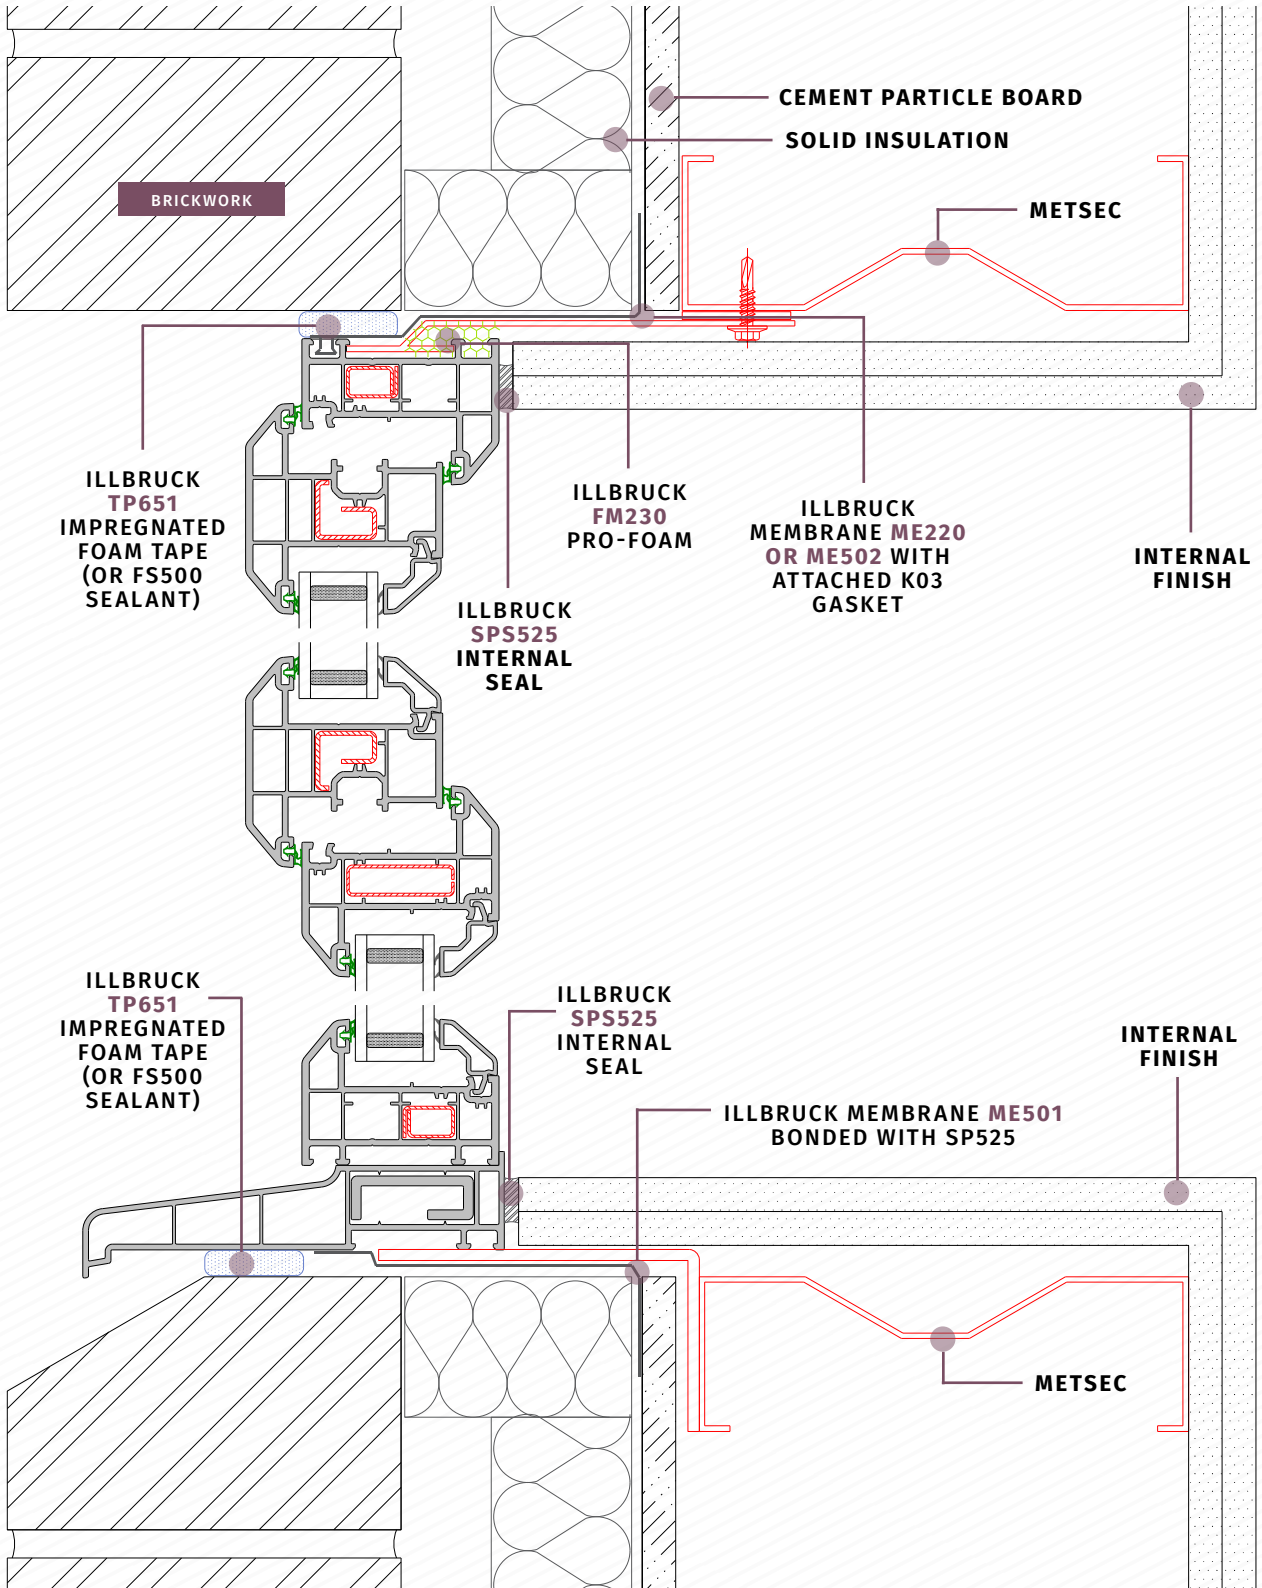 CEMENT PARTICLE BOARD
SOLID INSULATION
BRICKWORK
METSEC
ILLBRUCK
TP651
IMPREGNATED
FOAM TAPE
(OR FS500
SEALANT)
ILLBRUCK
FM230
PRO-FOAM
ILLBRUCK
MEMBRANE ME220
OR ME502 WITH
ATTACHED K03
GASKET
INTERNAL
FINISH
ILLBRUCK
SPS525
INTERNAL
SEAL
ILLBRUCK
TP651
IMPREGNATED
FOAM TAPE
(OR FS500
SEALANT)
ILLBRUCK
SPS525
INTERNAL
SEAL
INTERNAL
FINISH
ILLBRUCK MEMBRANE ME501
BONDED WITH SP525
METSEC